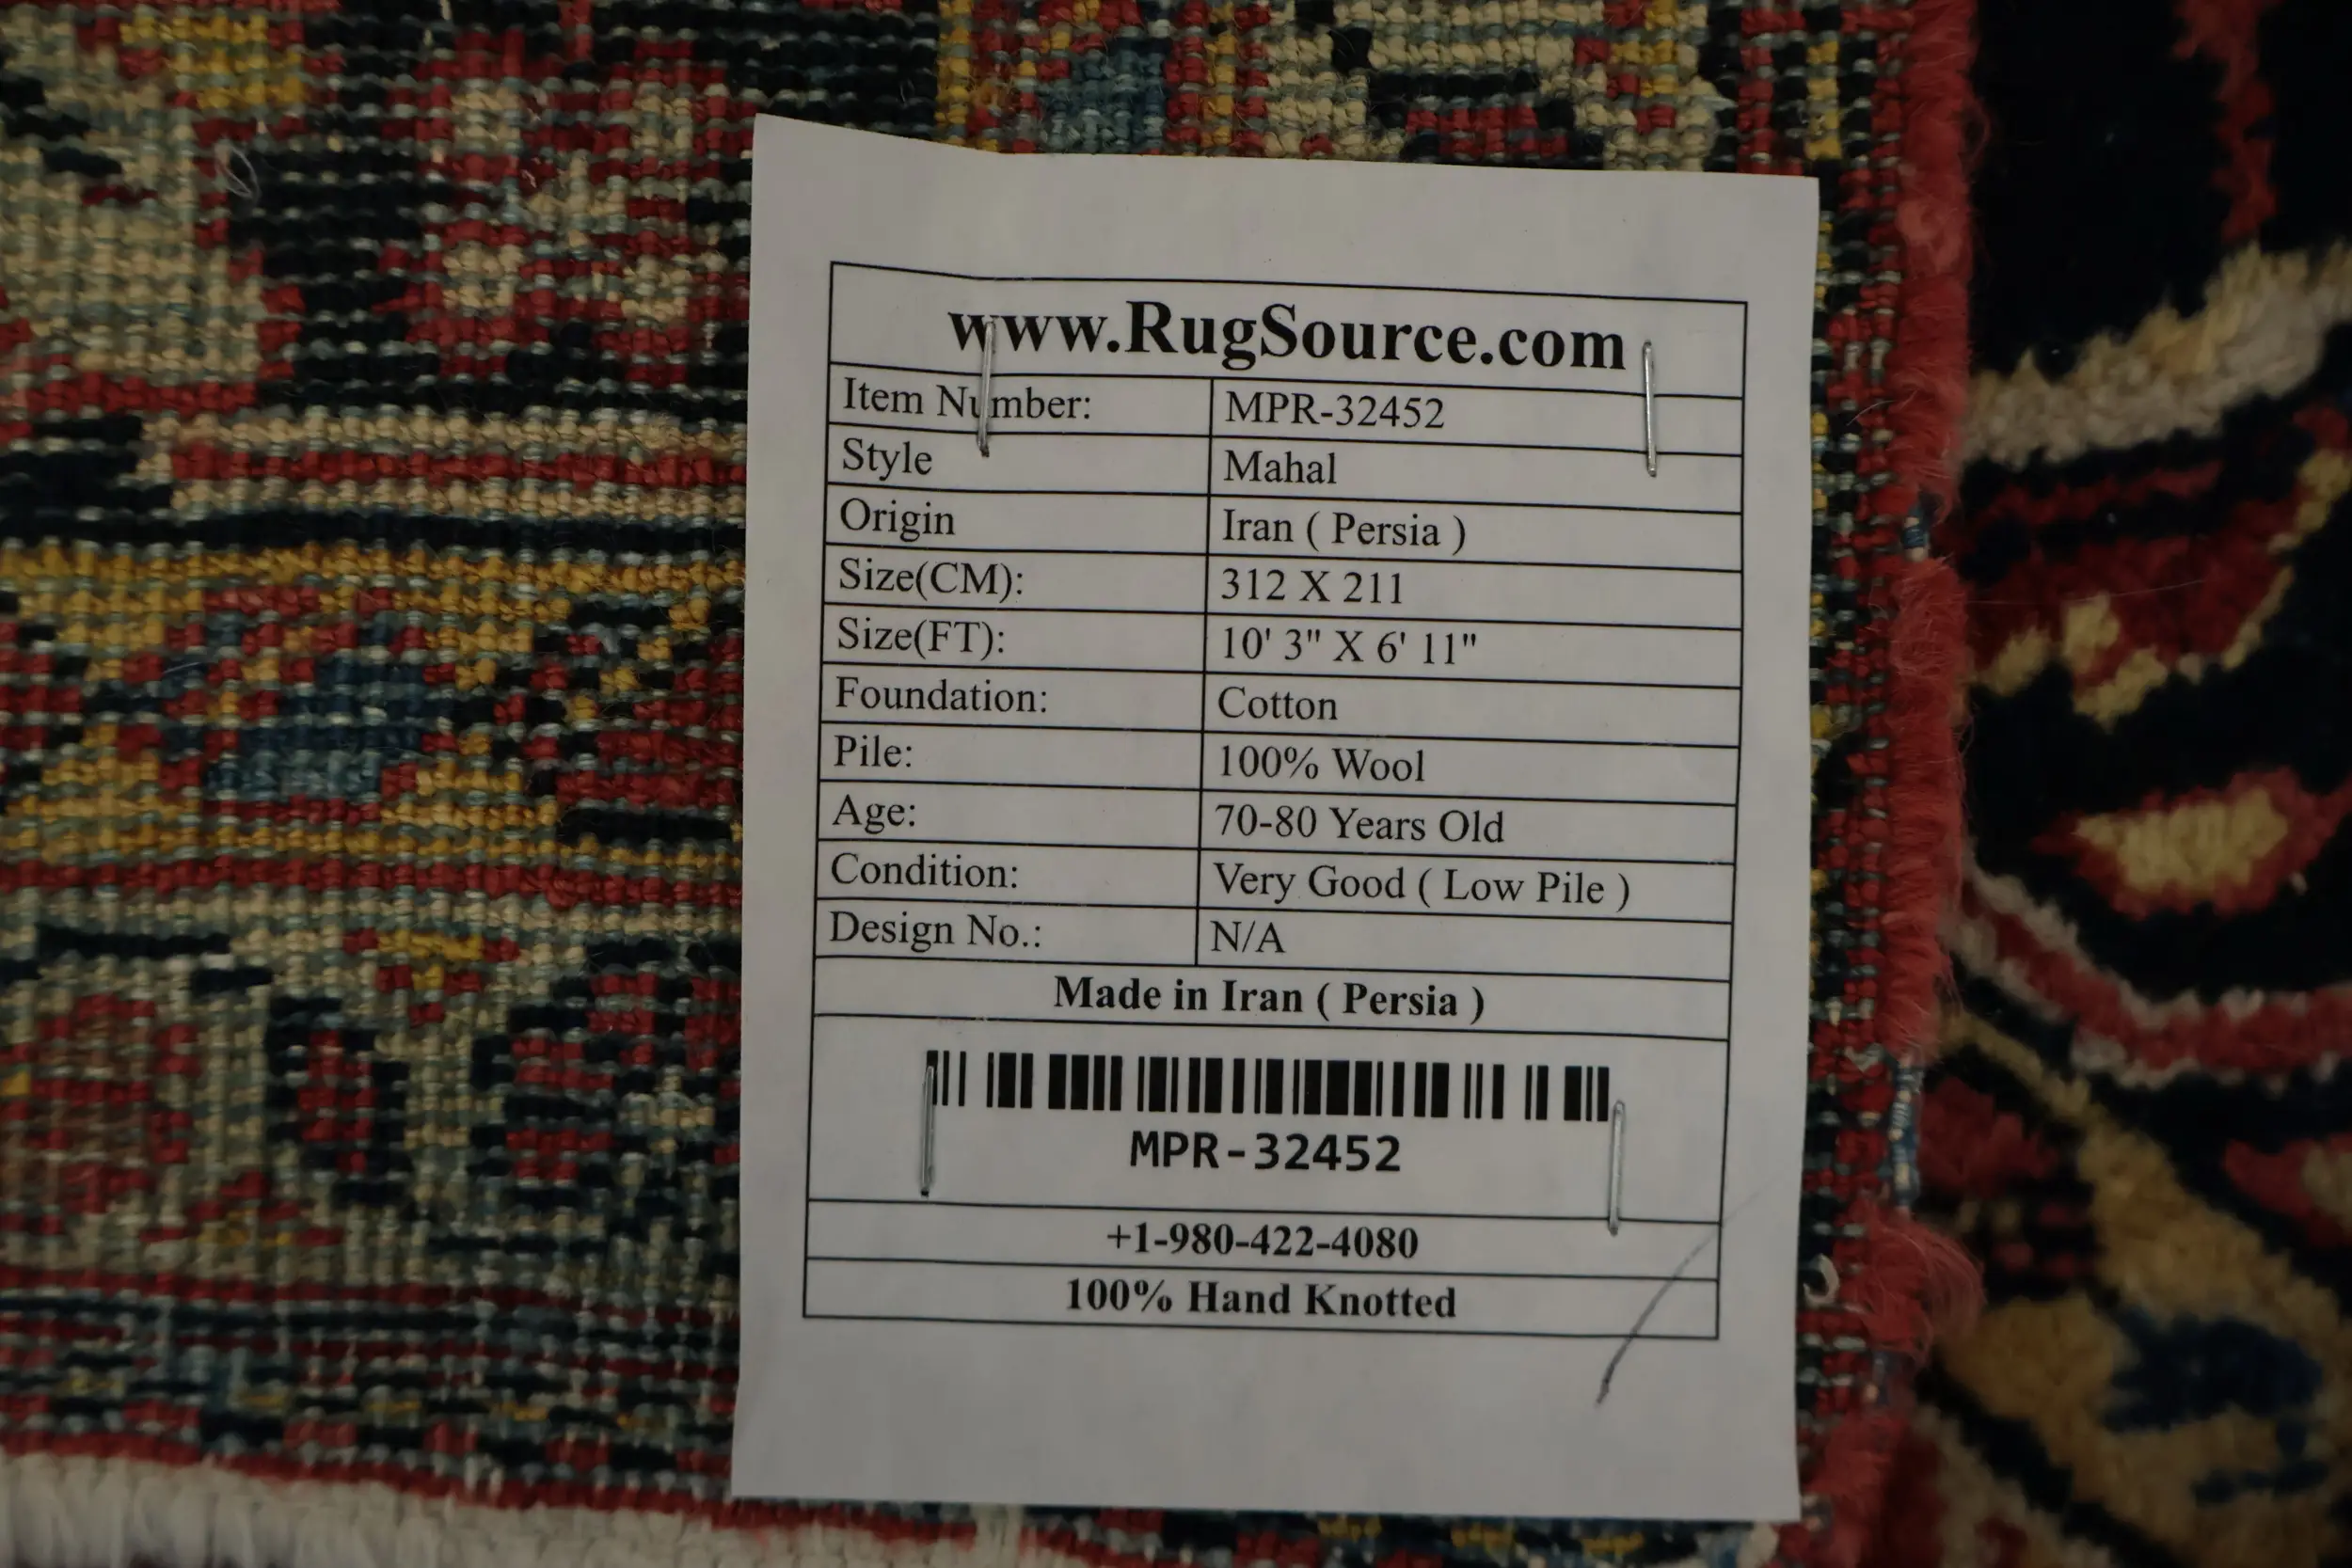 www.RugSource.com
Item Number: MPR-32452
Style Mahal
Origin Iran ( Persia )
Size(CM): 312 X 211
Size(FT): 10' 3" X 6' 11"
Foundation: Cotton
Pile: 100% Wool
Age: 70-80 Years Old
Condition: Very Good ( Low Pile )
Design No.: N/A
Made in Iran ( Persia )
MPR-32452
+1-980-422-4080
100% Hand Knotted